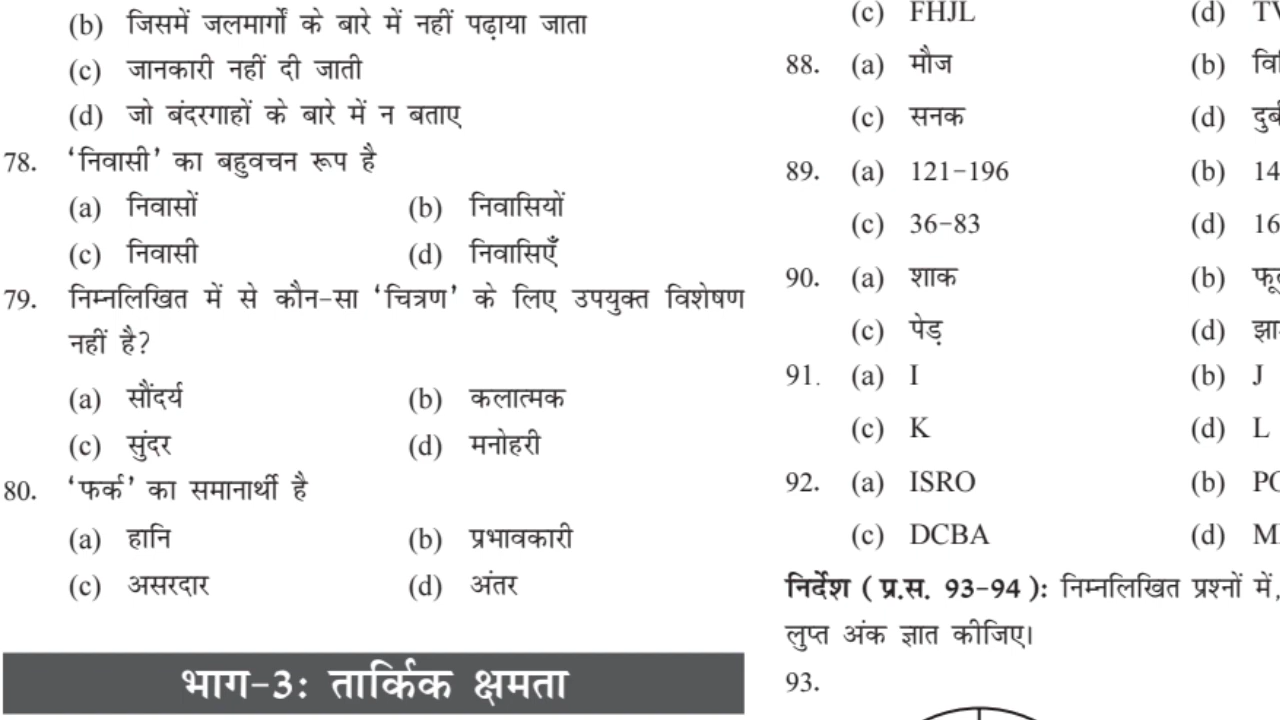 (b) जिसमें जलमार्गों के बारे में नहीं पढ़ाया जाता
(c) जानकारी नहीं दी जाती
(d) जो बंदरगाहों के बारे में न बताए
78. ‘निवासी’ का बहुवचन रूप है
(a) निवासों (b) निवासियों
(c) निवासी (d) निवासिएँ
79. निम्नलिखित में से कौन-सा ‘चित्रण’ के लिए उपयुक्त विशेषण
नहीं है?
(a) सौंदर्य (b) कलात्मक
(c) सुंदर (d) मनोहरी
80. ‘फर्क’ का समानार्थी है
(a) हानि (b) प्रभावकारी
(c) असरदार (d) अंतर
भाग-3: तार्किक क्षमता
(c) FHJL (d)
88. (a) मौज (b)
(c) सनक (d)
89. (a) 121-196 (b) 14
(c) 36-83 (d) 16
90. (a) शाक (b)
(c) पेड़ (d)
91. (a) I (b) J
(c) K (d) L
92. (a) ISRO (b)
(c) DCBA (d)
निर्देश (प्र.स. 93-94): निम्नलिखित प्रश्नों में,
लुप्त अंक ज्ञात कीजिए।
93.